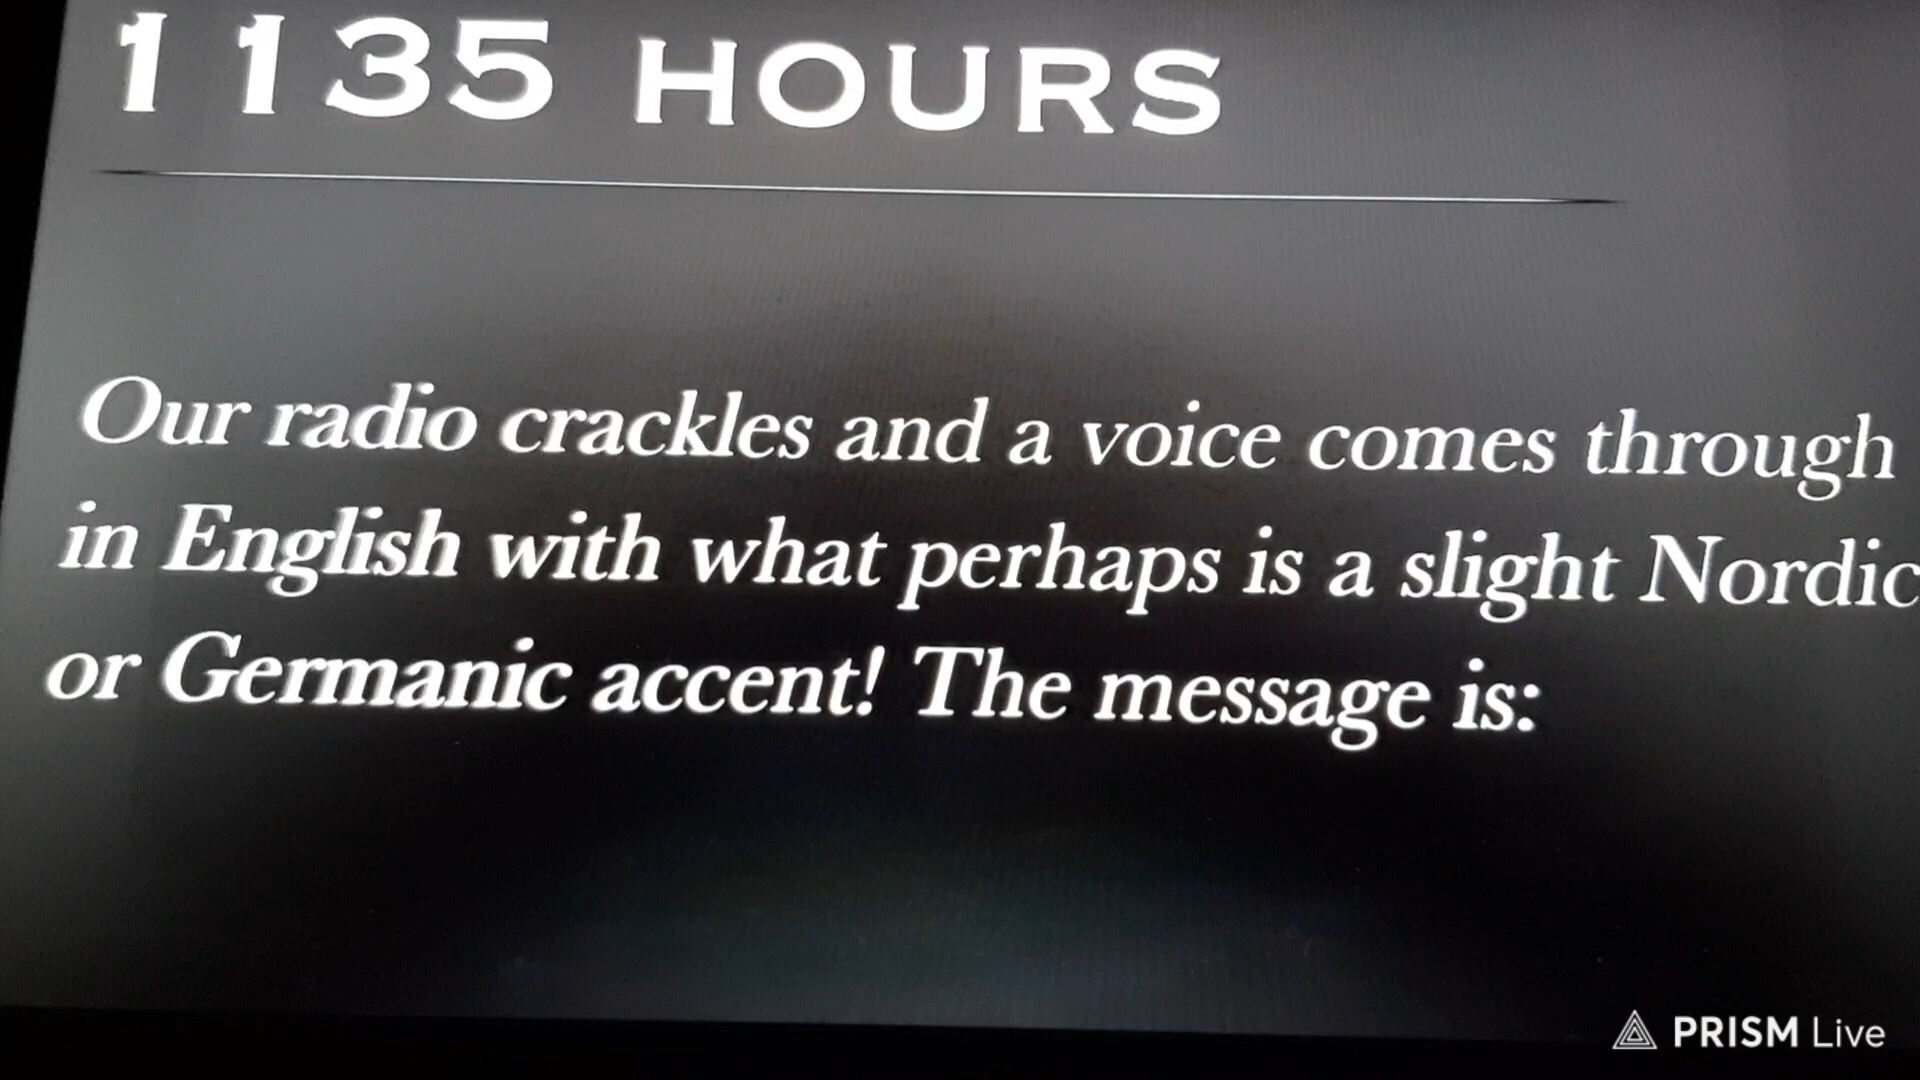 1135 HOURS
Our radio crackles and a voice comes through
in English with what perhaps is a slight Nordic
or Germanic accent! The message is:
PRISM Live